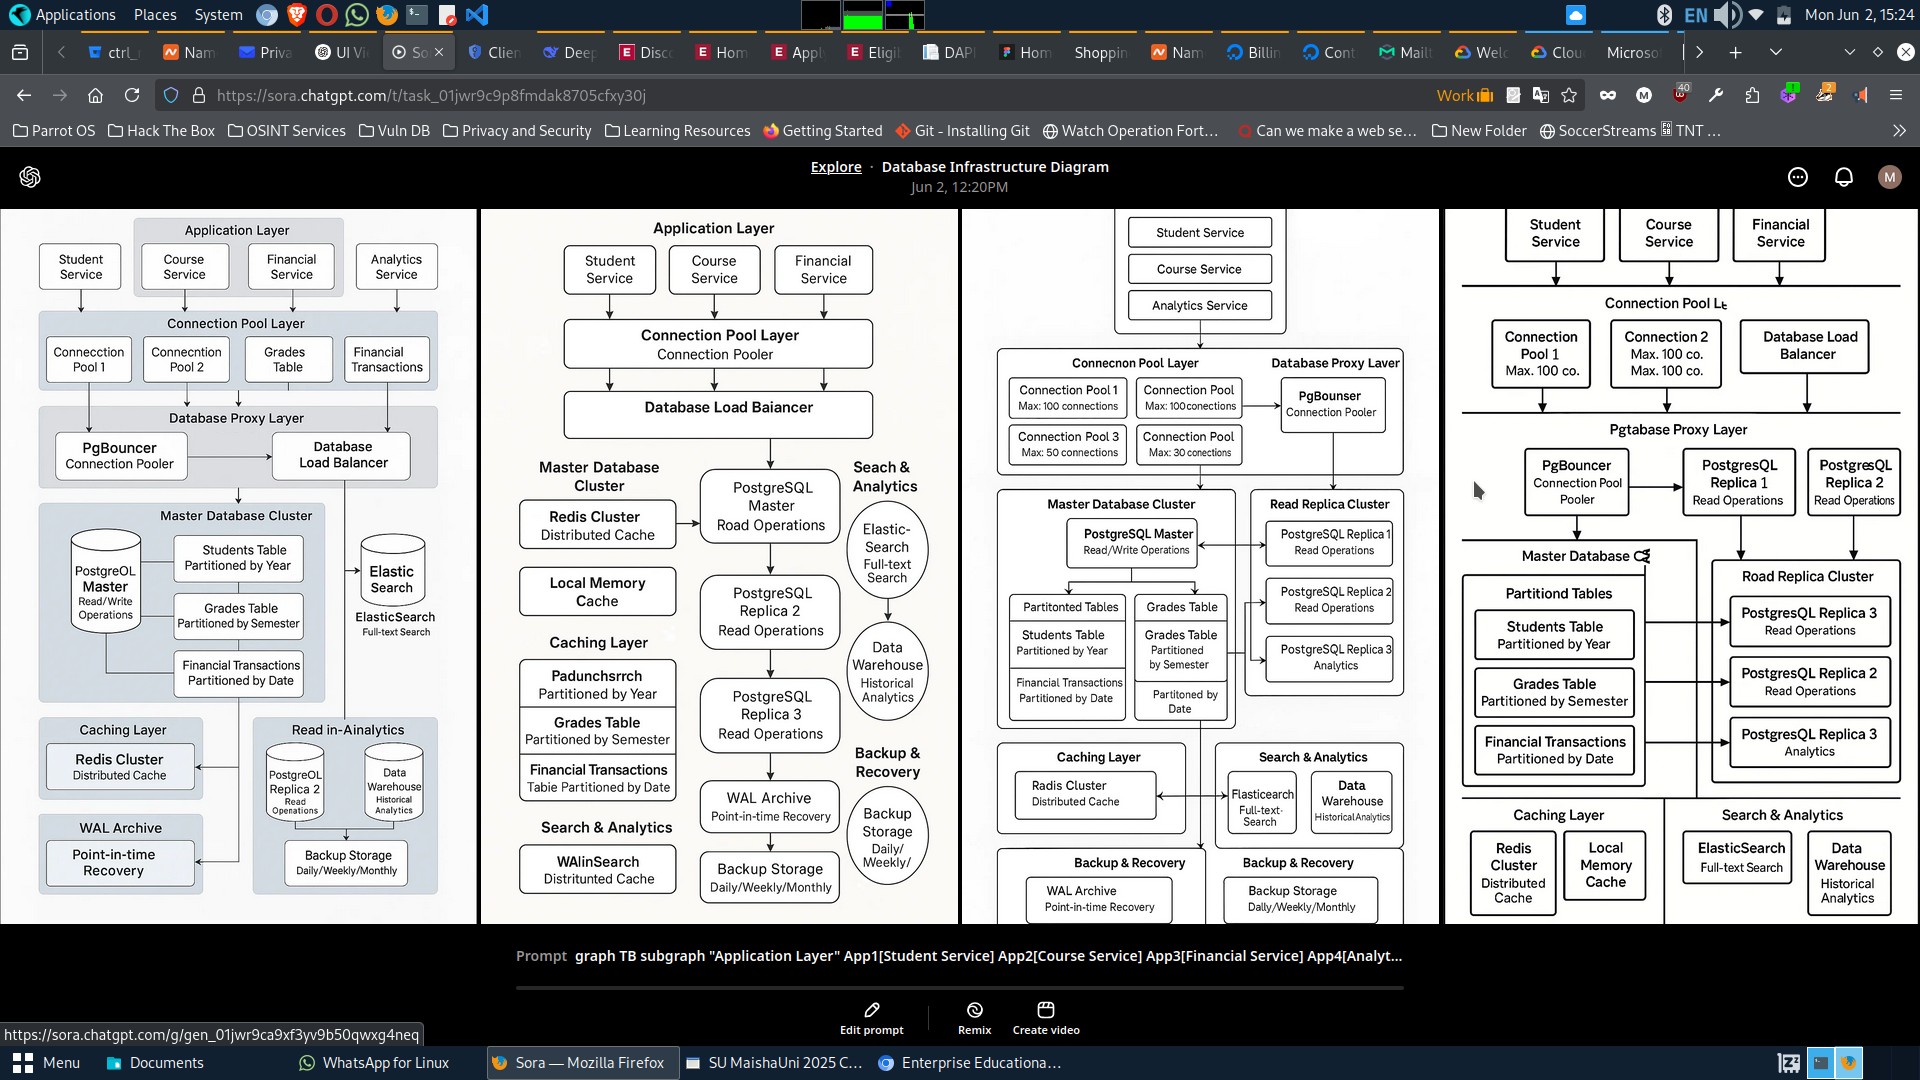 Applications Places System
EN
Mon Jun 2, 15:24
ctrl_
Nam
Priva
UI Vi
So
Clien
Deep
Disc
Hom
Appl
Eligi
DAPI
Hom
Shoppin
Nam
Billin
Cont
Mailt
Welc
Clou
Microso
https://sora.chatgpt.com/t/task_01jwr9c9p8fmdak8705cfxy30j
Work
40
1
2
Parrot OS Hack The Box OSINT Services Vuln DB Privacy and Security Learning Resources Getting Started Git - Installing Git Watch Operation Fort... Can we make a web se... New Folder SoccerStreams TNT ...
Explore · Database Infrastructure Diagram
Jun 2, 12:20PM
M
Application Layer
Student Service
Course Service
Financial Service
Analytics Service
Connection Pool Layer
Connecction Pool 1
Connecntion Pool 2
Grades Table
Financial Transactions
Database Proxy Layer
PgBouncer
Connection Pooler
Database
Load Balancer
Master Database Cluster
PostgreOL
Master
Read/Write
Operations
Students Table
Partitioned by Year
Grades Table
Partitioned by Semester
Financial Transactions
Partitioned by Date
Elastic
Search
ElasticSearch
Full-text Search
Caching Layer
Redis Cluster
Distributed Cache
WAL Archive
Point-in-time
Recovery
Read in-Ainalytics
PostgreOL
Replica 2
Read
Operations
Data
Warehouse
Historical
Analytics
Backup Storage
Daily/Weekly/Monthly
Application Layer
Student Service
Course Service
Financial Service
Connection Pool Layer
Connection Pooler
Database Load Baiancer
Master Database
Cluster
Redis Cluster
Distributed Cache
Local Memory
Cache
Caching Layer
Padunchsrrch
Partitioned by Year
Grades Table
Partitioned by Semester
Financial Transactions
Tabie Partitioned by Date
Search & Analytics
WAlinSearch
Distritunted Cache
PostgreSQL
Master
Road Operations
PostgreSQL
Replica 2
Read Operations
PostgreSQL
Replica 3
Read Operations
WAL Archive
Point-in-time Recovery
Backup Storage
Daily/Weekly/Monthly
Seach &
Analytics
Elastic-
Search
Full-text
Search
Data
Warehouse
Historical
Analytics
Backup &
Recovery
Backup
Storage
Daily/
Weekly/
Student Service
Course Service
Analytics Service
Connecnon Pool Layer
Database Proxy Layer
Connection Pool 1
Max: 100 connections
Connection Pool
Max: 100 connections
Connection Pool 3
Max: 50 connections
Connection Pool
Max: 30 conections
PgBounser
Connection Pooler
Master Database Cluster
PostgreSQL Master
Read/Write Operations
Partitonted Tables
Students Table
Partitioned by Year
Financial Transactions
Partitioned by Date
Grades Table
Grades Table
Partitioned
by Semester
Partitoned by
Date
Read Replica Cluster
PostgreSQL Replica 1
Read Operations
PostgreSQL Replica 2
Read Operations
PostgreSQL Replica 3
Analytics
Caching Layer
Radis Cluster
Distributed Cache
Search & Analytics
Flasticearch
Full-text-
Search
Data
Warehouse
Historical Analytics
Backup & Recovery
WAL Archive
Point-in-time Recovery
Backup & Recovery
Backup Storage
Dally/Weekly/Monthly
Student Service
Course Service
Financial Service
Connection Pool
Connection
Pool 1
Max. 100 co.
Connection 2
Max. 100 co.
Max. 100 co.
Database Load
Balancer
Pgtabase Proxy Layer
PgBouncer
Connection Pool
Pooler
PostgresQL
Replica 1
Read Operations
PostgresQL
Replica 2
Read Operations
Master Database
Partitiond Tables
Students Table
Partitioned by Year
Grades Table
Partitioned by Semester
Financial Transactions
Partitioned by Date
Road Replica Cluster
PostgresQL Replica 3
Read Operations
PostgresQL Replica 2
Read Operations
PostgresQL Replica 3
Analytics
Caching Layer
Redis
Cluster
Distributed
Cache
Local
Memory
Cache
Search & Analytics
ElasticSearch
Full-text Search
Data
Warehouse
Historical
Analytics
Prompt graph TB subgraph "Application Layer" App1[Student Service] App2[Course Service] App3[Financial Service] App4[Analyt...
Edit prompt
Remix
Create video
https://sora.chatgpt.com/g/gen_01jwr9ca9xf3yv9b50qwxg4neq
Menu
Documents
WhatsApp for Linux
Sora — Mozilla Firefox
SU MaishaUni 2025 C...
Enterprise Educationa...